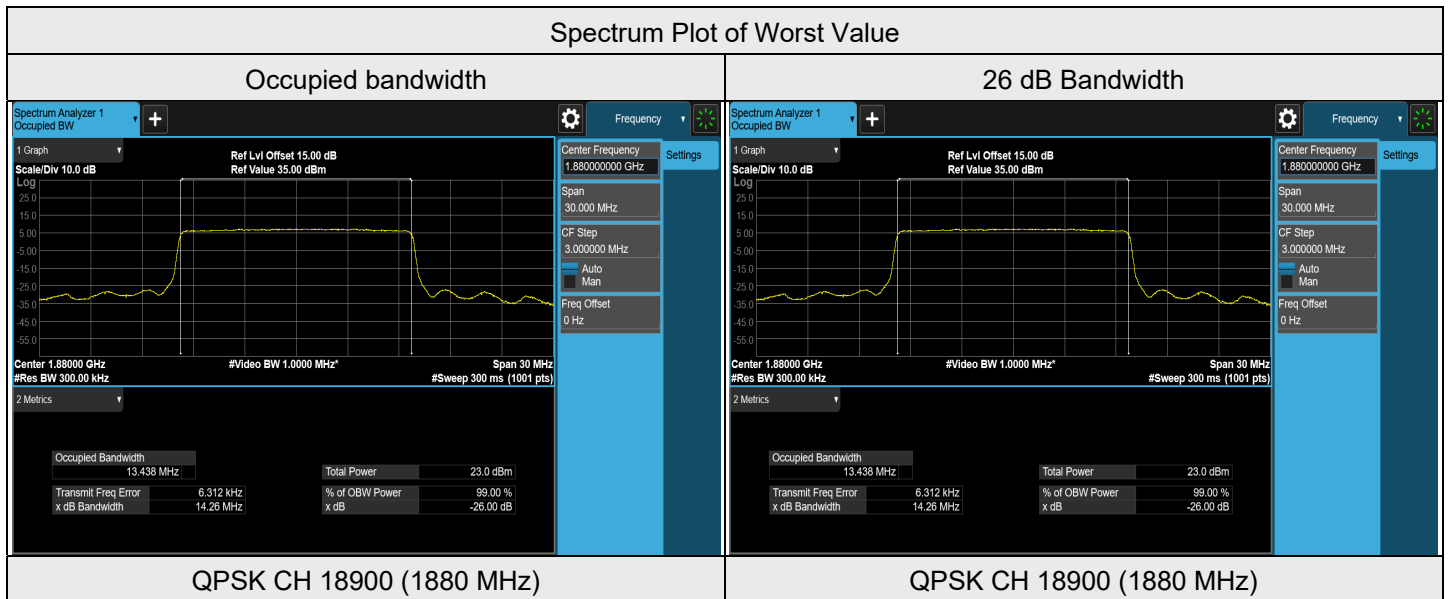 Spectrum Plot of Worst Value
Occupied bandwidth
26 dB Bandwidth
Spectrum Analyzer 1
Occupied BW
+
Frequency
1 Graph
Ref Lvl Offset 15.00 dB
Scale/Div 10.0 dB
Ref Value 35.00 dBm
Log
25.0
15.0
5.00
-5.00
-15.0
-25.0
-35.0
-45.0
-55.0
Center 1.88000 GHz
#Video BW 1.0000 MHz*
Span 30 MHz
#Res BW 300.00 kHz
#Sweep 300 ms (1001 pts)
2 Metrics
Occupied Bandwidth
13.438 MHz
Total Power 23.0 dBm
Transmit Freq Error 6.312 kHz
% of OBW Power 99.00 %
x dB Bandwidth 14.26 MHz
x dB -26.00 dB
Center Frequency
1.880000000 GHz
Settings
Span
30.000 MHz
CF Step
3.000000 MHz
Auto
Man
Freq Offset
0 Hz
Spectrum Analyzer 1
Occupied BW
+
Frequency
1 Graph
Ref Lvl Offset 15.00 dB
Scale/Div 10.0 dB
Ref Value 35.00 dBm
Log
25.0
15.0
5.00
-5.00
-15.0
-25.0
-35.0
-45.0
-55.0
Center 1.88000 GHz
#Video BW 1.0000 MHz*
Span 30 MHz
#Res BW 300.00 kHz
#Sweep 300 ms (1001 pts)
2 Metrics
Occupied Bandwidth
13.438 MHz
Total Power 23.0 dBm
Transmit Freq Error 6.312 kHz
% of OBW Power 99.00 %
x dB Bandwidth 14.26 MHz
x dB -26.00 dB
Center Frequency
1.880000000 GHz
Settings
Span
30.000 MHz
CF Step
3.000000 MHz
Auto
Man
Freq Offset
0 Hz
QPSK CH 18900 (1880 MHz)
QPSK CH 18900 (1880 MHz)